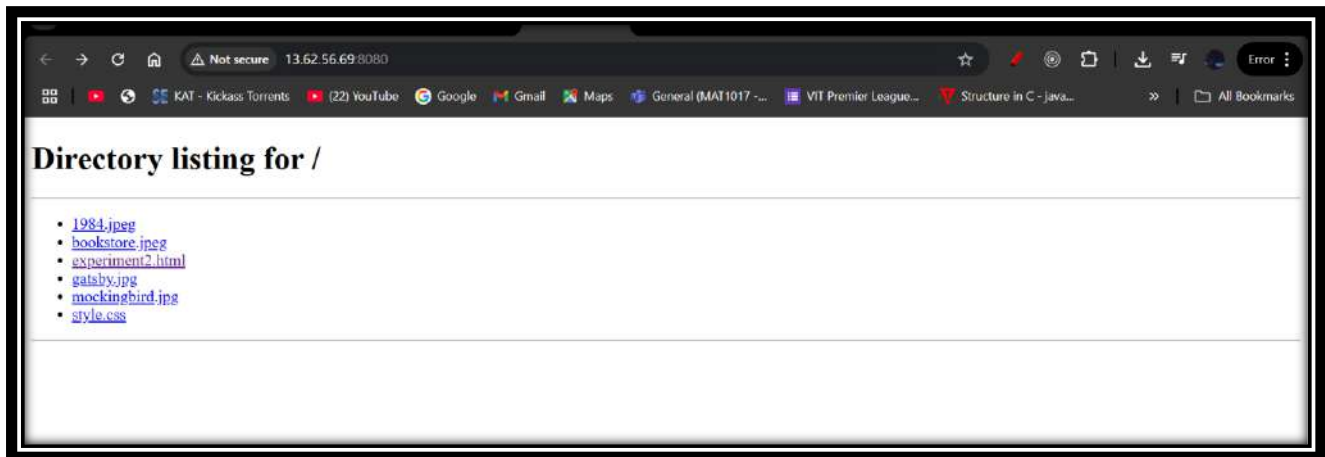 Not secure 13.62.56.69:8080 Error
KAT - Kickass Torrents (22) YouTube Google Gmail Maps General (MAT1017 -... VIT Premier League... Structure in C - java... » All Bookmarks
Directory listing for /
• 1984.jpeg
• bookstore.jpeg
• experiment2.html
• gatsby.jpg
• mockingbird.jpg
• style.css